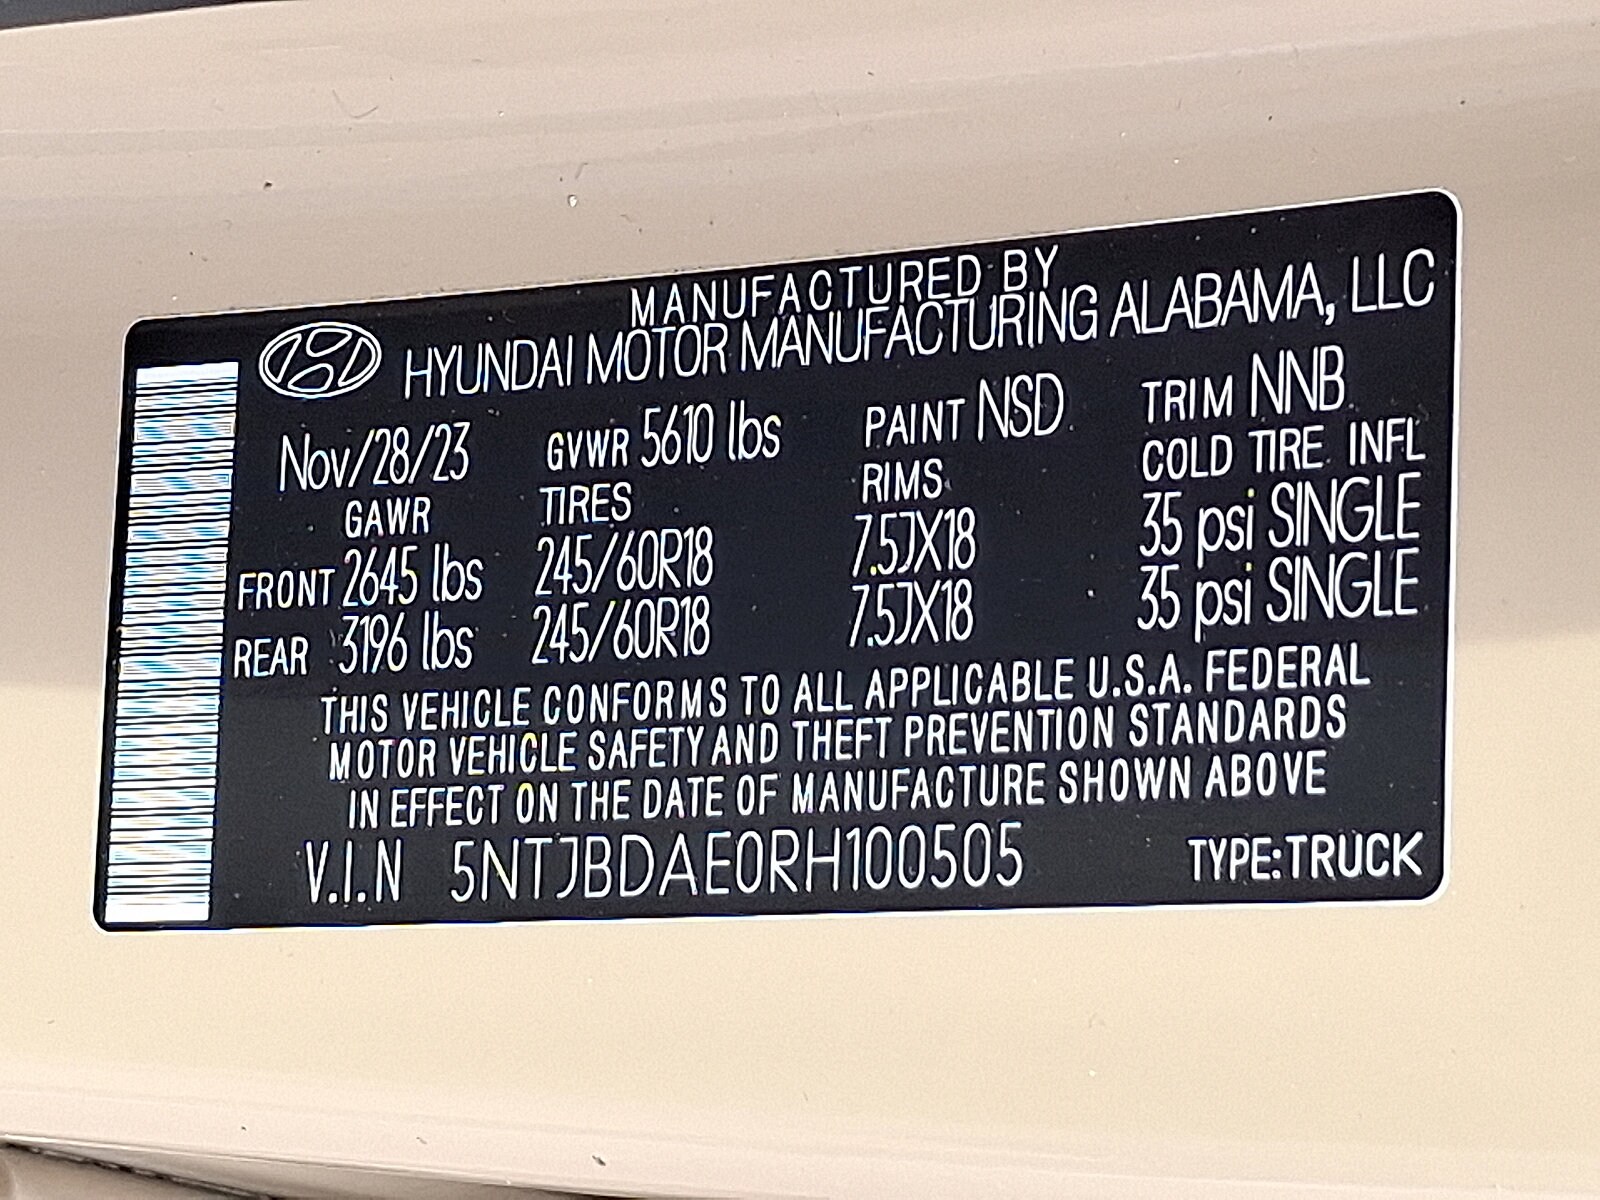 MANUFACTURED BY
HYUNDAI MOTOR MANUFACTURING ALABAMA, LLC
Nov/28/23 GVWR 5610 lbs PAINT NSD TRIM NNB
GAWR TIRES RIMS COLD TIRE INFL
FRONT 2645 lbs 245/60R18 7.5JX18 35 psi SINGLE
REAR 3196 lbs 245/60R18 7.5JX18 35 psi SINGLE
THIS VEHICLE CONFORMS TO ALL APPLICABLE U.S.A. FEDERAL
MOTOR VEHICLE SAFETY AND THEFT PREVENTION STANDARDS
IN EFFECT ON THE DATE OF MANUFACTURE SHOWN ABOVE
V.I.N 5NTJBDAE0RH100505 TYPE:TRUCK